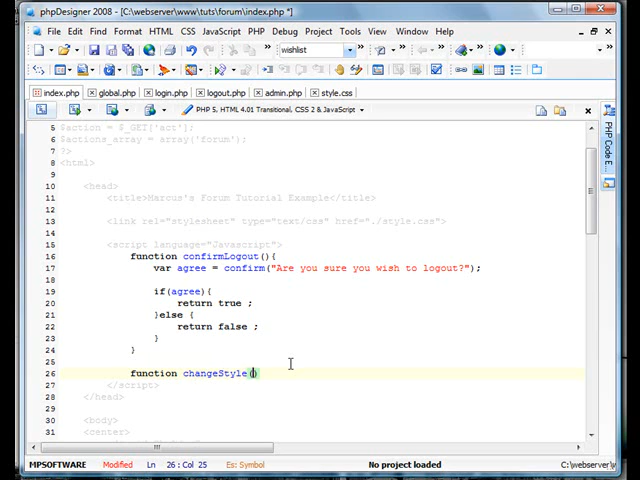 phpDesigner 2008 - [C:\webserver\www\tuts\forum\index.php *]
File Edit Find Format HTML CSS JavaScript PHP Debug Project Tools View Window Help
wishlist
index.php global.php login.php logout.php admin.php style.css
PHP 5, HTML 4.01 Transitional, CSS 2 & JavaScript
5 $action = $_GET['act'];
6 $actions_array = array('forum');
7 ?>
8 <html>
9
10 <head>
11 <title>Marcus's Forum Tutorial Example</title>
12
13 <link rel="stylesheet" type="text/css" href="./style.css">
14
15 <script language="Javascript">
16 function confirmLogout(){
17 var agree = confirm("Are you sure you wish to logout?");
18
19 if(agree){
20 return true ;
21 }else {
22 return false ;
23 }
24 }
25
26 function changeStyle()
27 </script>
28 </head>
29
30 <body>
31 <center>
PHP Code E...
MPSOFTWARE Modified Ln 26 : Col 25 Es: Symbol No project loaded C:\webserver\w